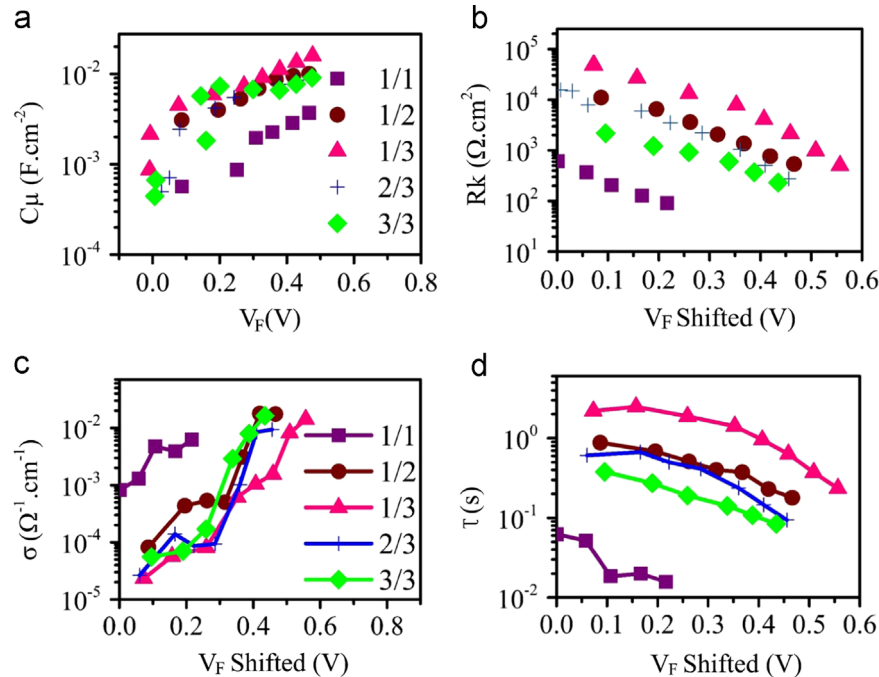 a
10⁻²
10⁻³
10⁻⁴
Cμ (F.cm⁻²)
0.0 0.2 0.4 0.6 0.8
V_F(V)
1/1
1/2
1/3
2/3
3/3
b
10⁵
10⁴
10³
10²
10¹
Rk (Ω.cm²)
0.0 0.1 0.2 0.3 0.4 0.5 0.6
V_F Shifted (V)
c
10⁻²
10⁻³
10⁻⁴
10⁻⁵
σ (Ω⁻¹.cm⁻¹)
0.0 0.2 0.4 0.6 0.8
V_F Shifted (V)
1/1
1/2
1/3
2/3
3/3
d
10⁰
10⁻¹
10⁻²
τ(s)
0.0 0.1 0.2 0.3 0.4 0.5 0.6
V_F Shifted (V)